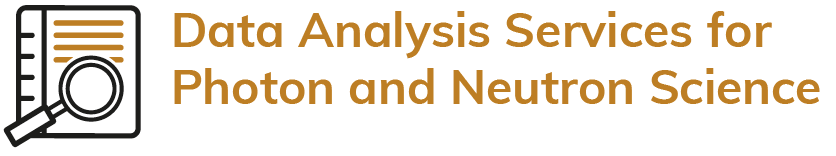 Data Analysis Services for
Photon and Neutron Science